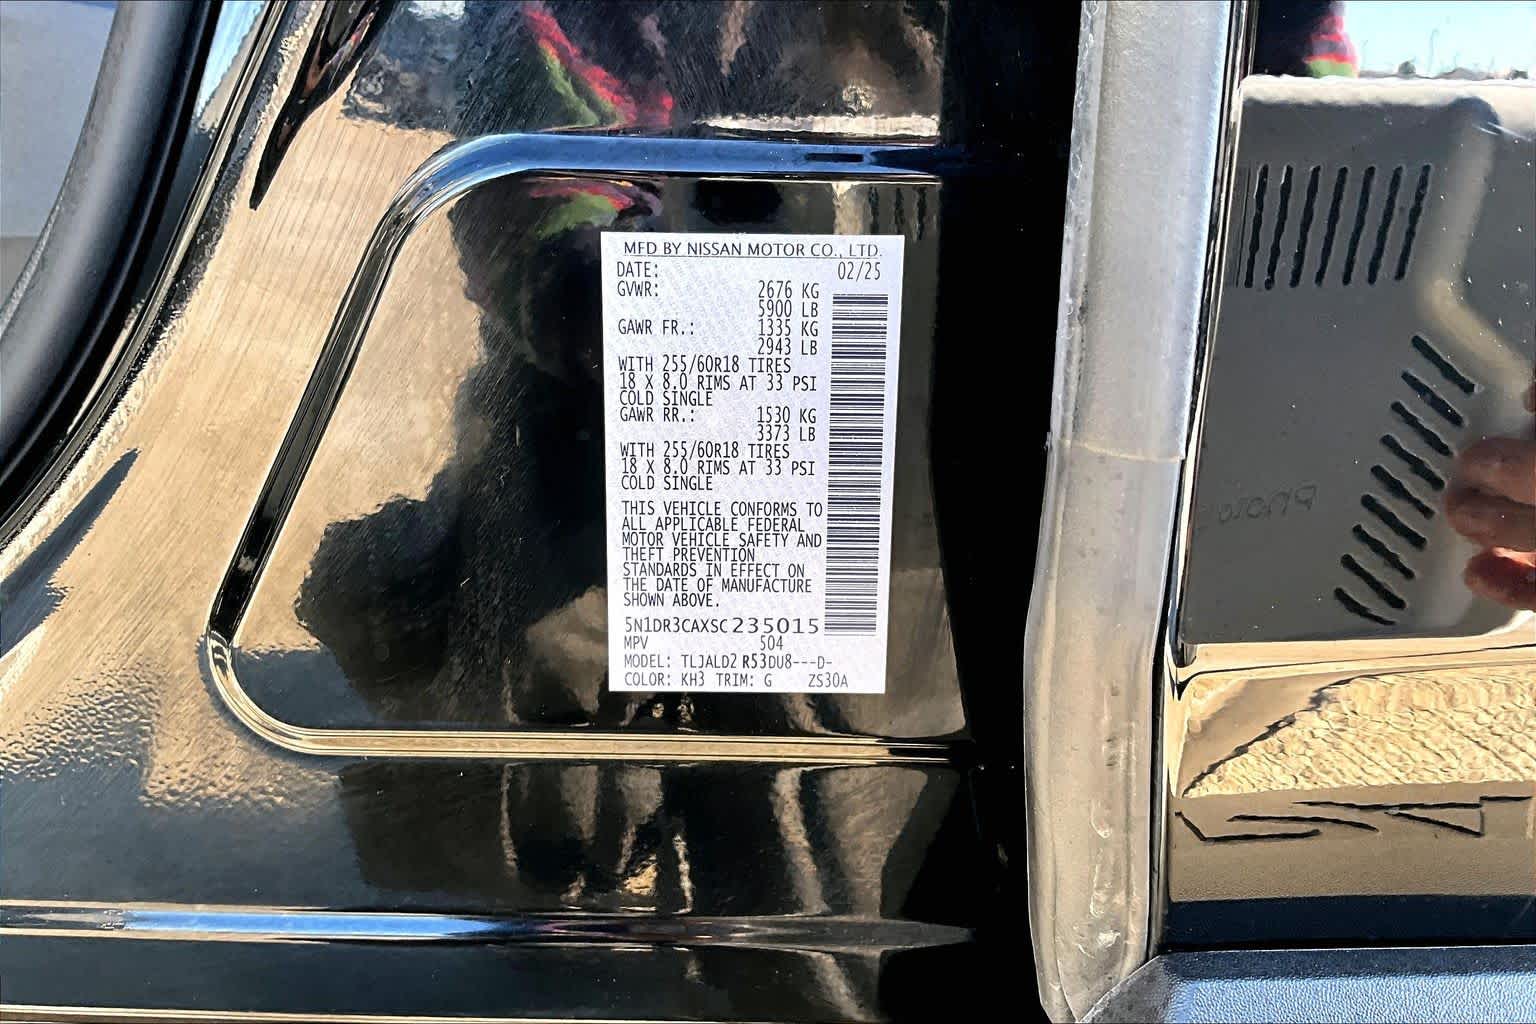 MFD BY NISSAN MOTOR CO., LTD.
DATE: 02/25
GVWR: 2676 KG
5900 LB
GAWR FR.: 1335 KG
2943 LB
WITH 255/60R18 TIRES
18 X 8.0 RIMS AT 33 PSI
COLD SINGLE
GAWR RR.: 1530 KG
3373 LB
WITH 255/60R18 TIRES
18 X 8.0 RIMS AT 33 PSI
COLD SINGLE
THIS VEHICLE CONFORMS TO
ALL APPLICABLE FEDERAL
MOTOR VEHICLE SAFETY AND
THEFT PREVENTION
STANDARDS IN EFFECT ON
THE DATE OF MANUFACTURE
SHOWN ABOVE.
5N1DR3CAXSC235015
MPV 504
MODEL: TLJALD2 R53DU8---D-
COLOR: KH3 TRIM: G ZS30A